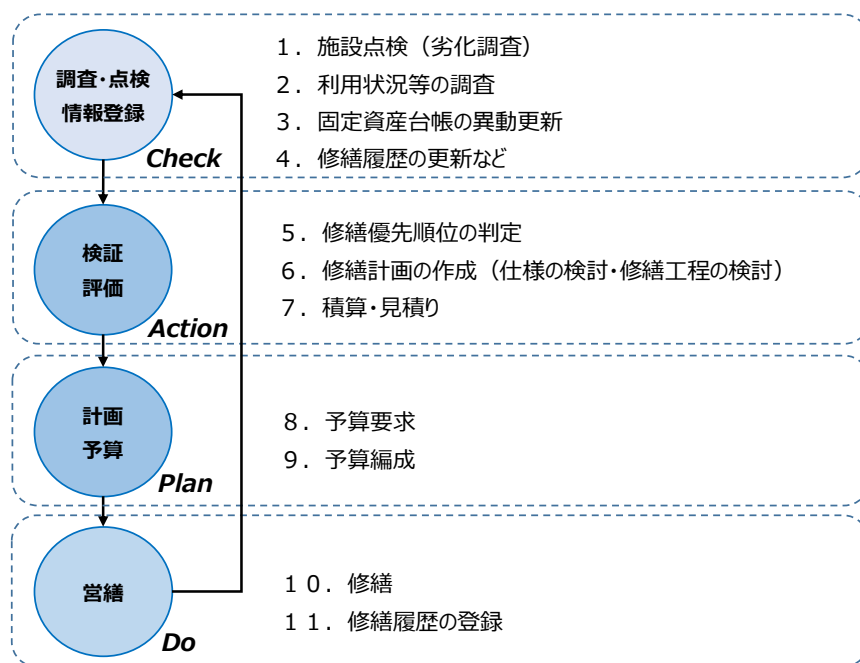 調査・点検
情報登録
Check
１．施設点検（劣化調査）
２．利用状況等の調査
３．固定資産台帳の異動更新
４．修繕履歴の更新など
検証
評価
Action
５．修繕優先順位の判定
６．修繕計画の作成（仕様の検討・修繕工程の検討）
７．積算・見積り
計画
予算
Plan
８．予算要求
９．予算編成
営繕
Do
１０．修繕
１１．修繕履歴の登録